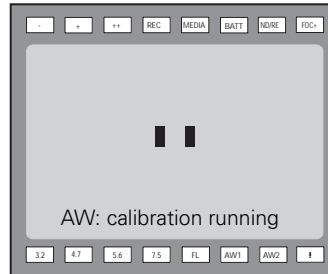 - + ++ REC MEDIA BATT ND/RE FOC+
AW: calibration running
3.2 4.7 5.6 7.5 FL AW1 AW2 !